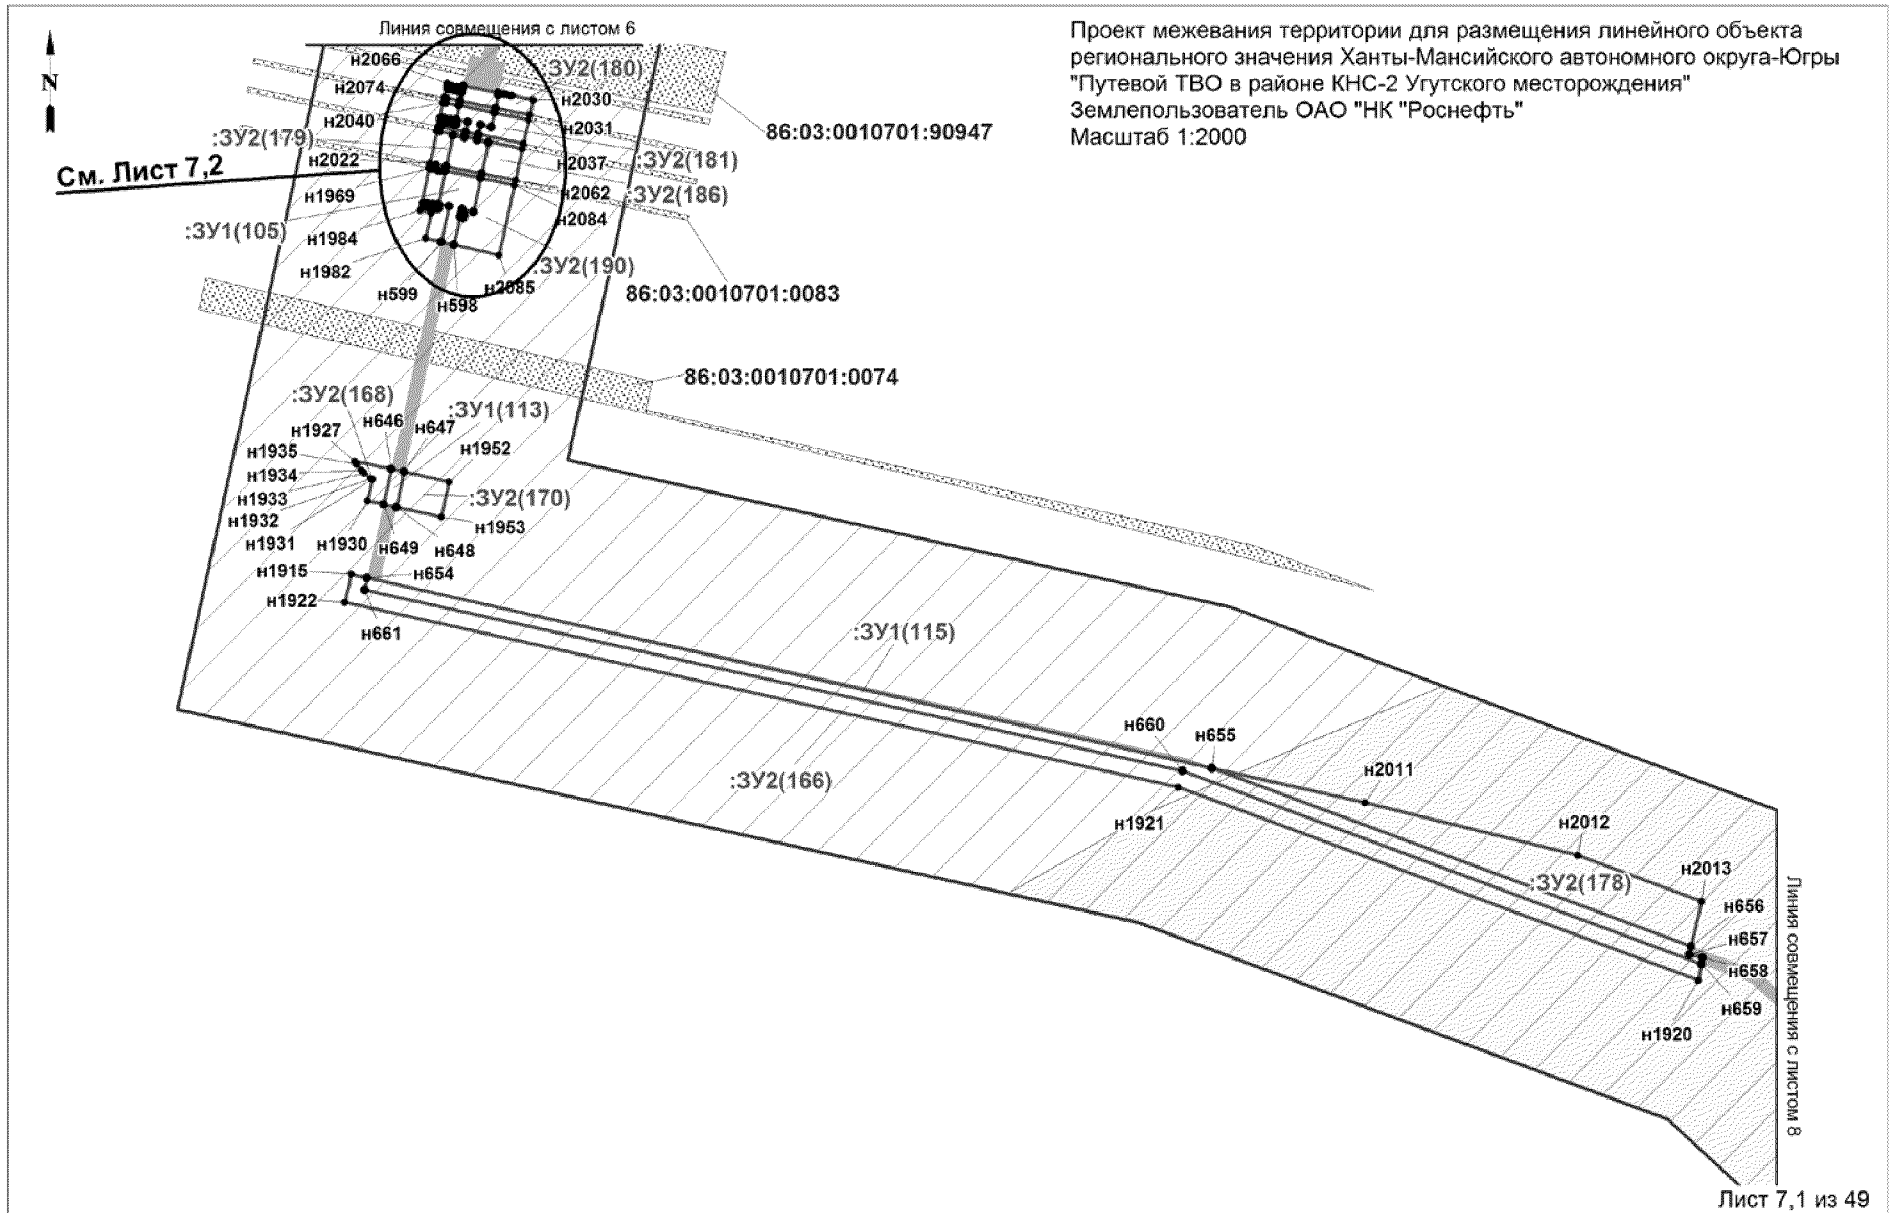 Линия совмещения с листом 6
Проект межевания территории для размещения линейного объекта
регионального значения Ханты-Мансийского автономного округа-Югры
"Путевой ТВО в районе КНС-2 Угутского месторождения"
Землепользователь ОАО "НК "Роснефть"
Масштаб 1:2000
N
н2066
ЗУ2(180)
н2074
н2030
н2040
н2031
86:03:0010701:90947
:ЗУ2(179)
н2022
н2037
:ЗУ2(181)
См. Лист 7,2
н1969
н2062
:ЗУ2(186)
н2084
:ЗУ1(105)
н1984
н1982
:ЗУ2(190)
н599
н598
н2085
86:03:0010701:0083
86:03:0010701:0074
:ЗУ2(168)
н646
:ЗУ1(113)
н1927
н647
н1935
н1952
н1934
н1933
:ЗУ2(170)
н1932
н1953
н1931
н1930
н649
н648
н1915
н654
н1922
н661
:ЗУ1(115)
н660
н655
:ЗУ2(166)
н2011
н1921
н2012
н2013
:ЗУ2(178)
н656
н657
н658
н659
н1920
Линия совмещения с листом 8
Лист 7,1 из 49